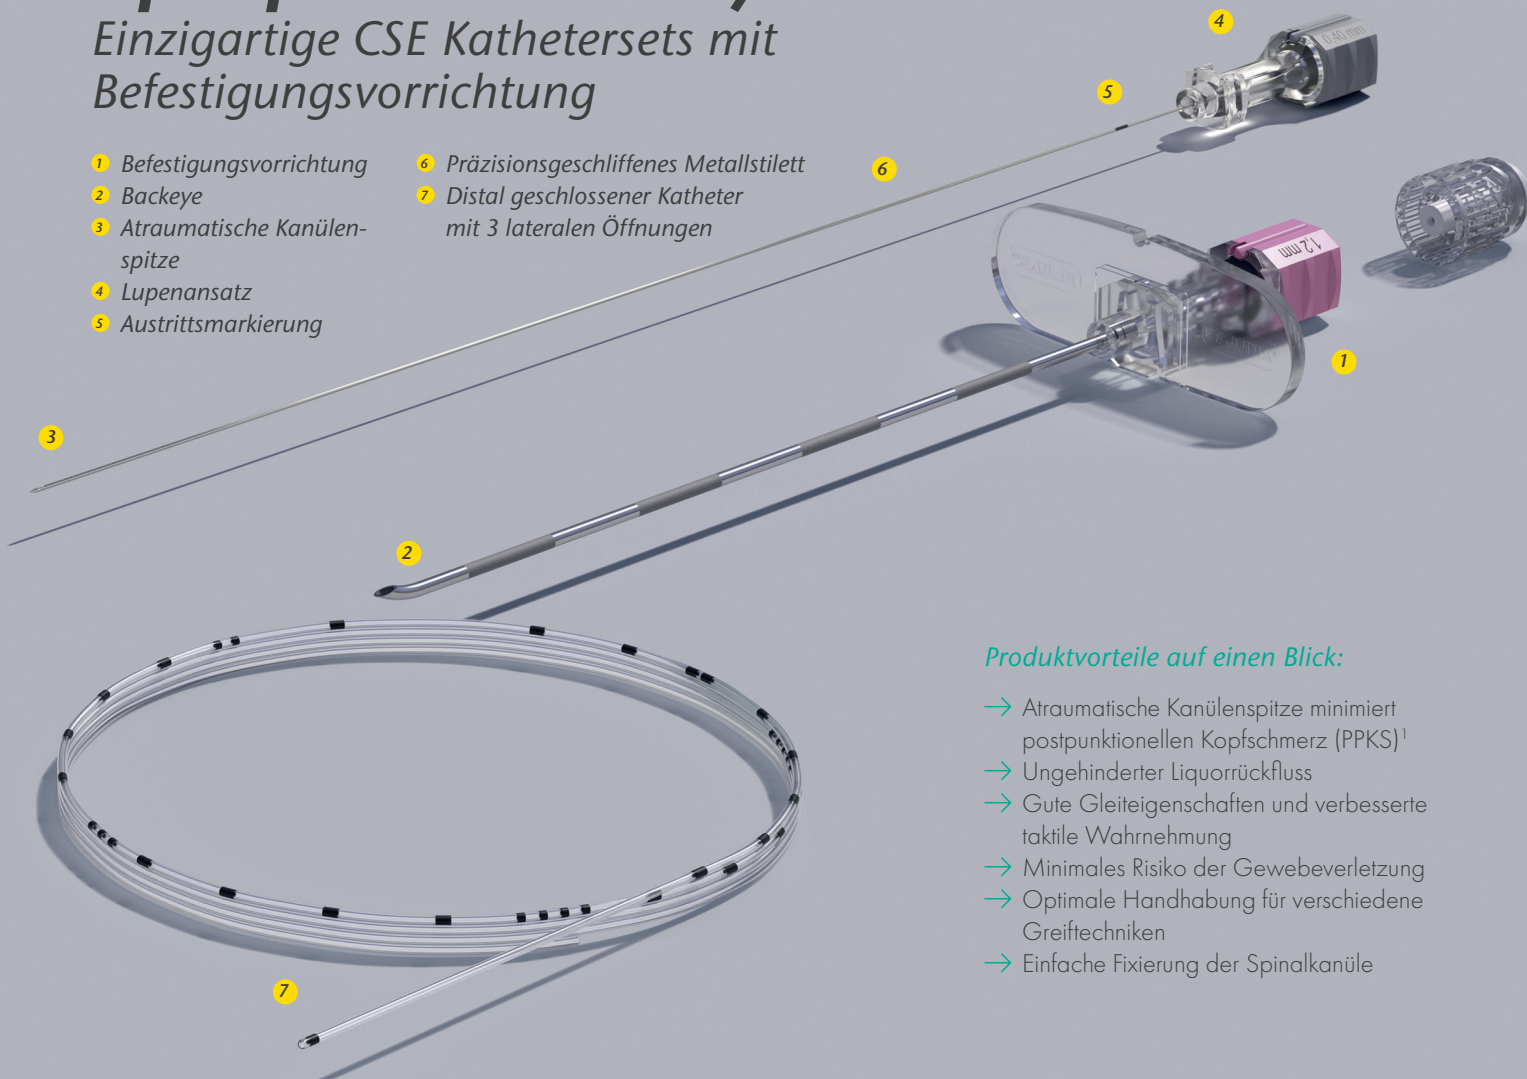 Einzigartige CSE Kathetersets mit
Befestigungsvorrichtung
1 Befestigungsvorrichtung
2 Backeye
3 Atraumatische Kanülen-
spitze
4 Lupenansatz
5 Austrittsmarkierung
6 Präzisionsgeschliffenes Metallstilett
7 Distal geschlossener Katheter
mit 3 lateralen Öffnungen
4
0,40 mm
5
6
1,2 mm
1
3
2
7
Produktvorteile auf einen Blick:
→ Atraumatische Kanülenspitze minimiert
postpunktionellen Kopfschmerz (PPKS)1
→ Ungehinderter Liquorrückfluss
→ Gute Gleiteigenschaften und verbesserte
taktile Wahrnehmung
→ Minimales Risiko der Gewebeverletzung
→ Optimale Handhabung für verschiedene
Greiftechniken
→ Einfache Fixierung der Spinalkanüle